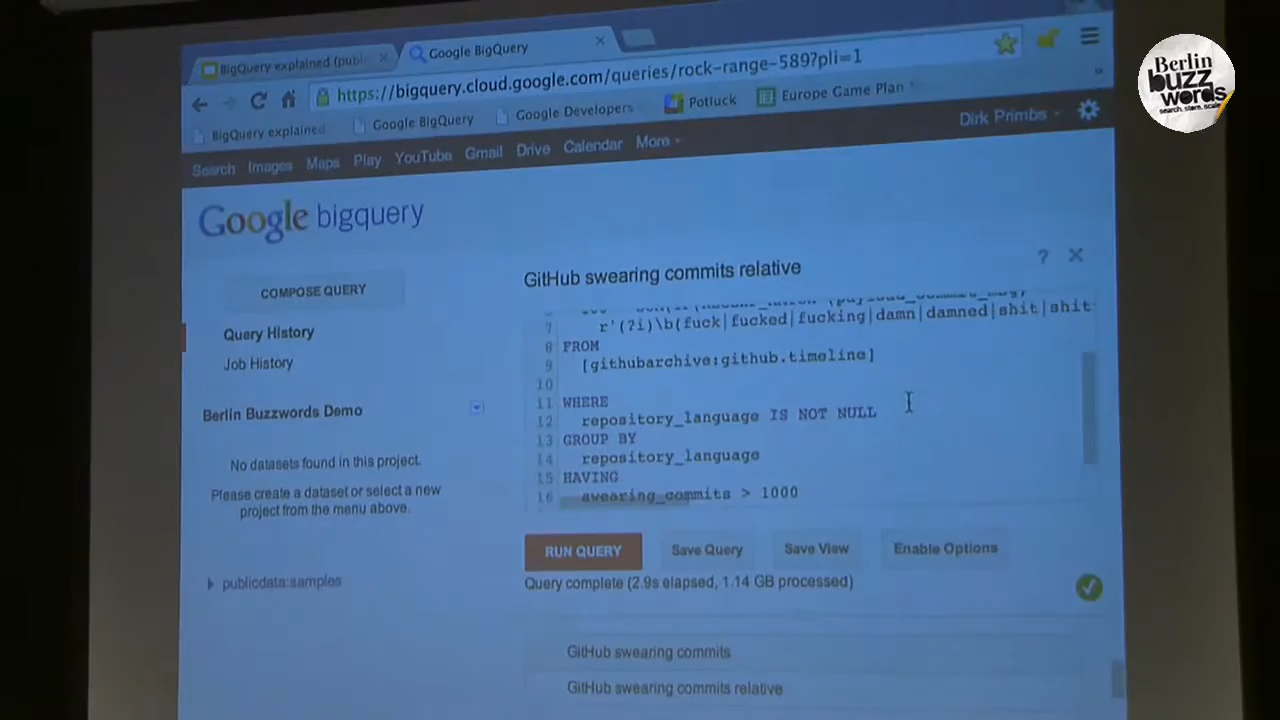 BigQuery explained (publ
Google BigQuery
https://bigquery.cloud.google.com/queries/rock-range-589?pli=1
BigQuery explained
Google BigQuery
Google Developers
Potluck
Europe Game Plan
»
Search Images Maps Play YouTube Gmail Drive Calendar More
Dirk Primbs
Google bigquery
COMPOSE QUERY
Query History
Job History
Berlin Buzzwords Demo
No datasets found in this project.
Please create a dataset or select a new
project from the menu above.
publicdata:samples
GitHub swearing commits relative
? ×
7 r'(?i)\b(fuck|fucked|fucking|damn|damned|shit|shit
8 FROM
9 [githubarchive:github.timeline]
10
11 WHERE
12 repository_language IS NOT NULL
13 GROUP BY
14 repository_language
15 HAVING
16 swearing_commits > 1000
RUN QUERY
Save Query
Save View
Enable Options
Query complete (2.9s elapsed, 1.14 GB processed)
GitHub swearing commits
GitHub swearing commits relative
Berlin
buzz
words
search. store. scale.